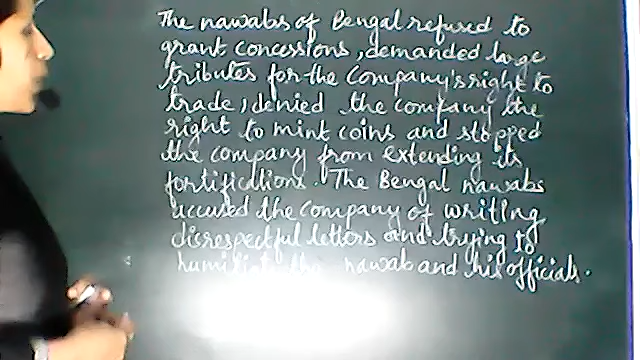 The nawabs of Bengal refused to
grant concessions, demanded large
tributes for the Company's right to
trade, denied the company the
right to mint coins and stopped
the company from extending its
fortifications. The Bengal nawabs
accused the company of writing
disrespectful letters and trying to
humiliate the nawab and his officials.